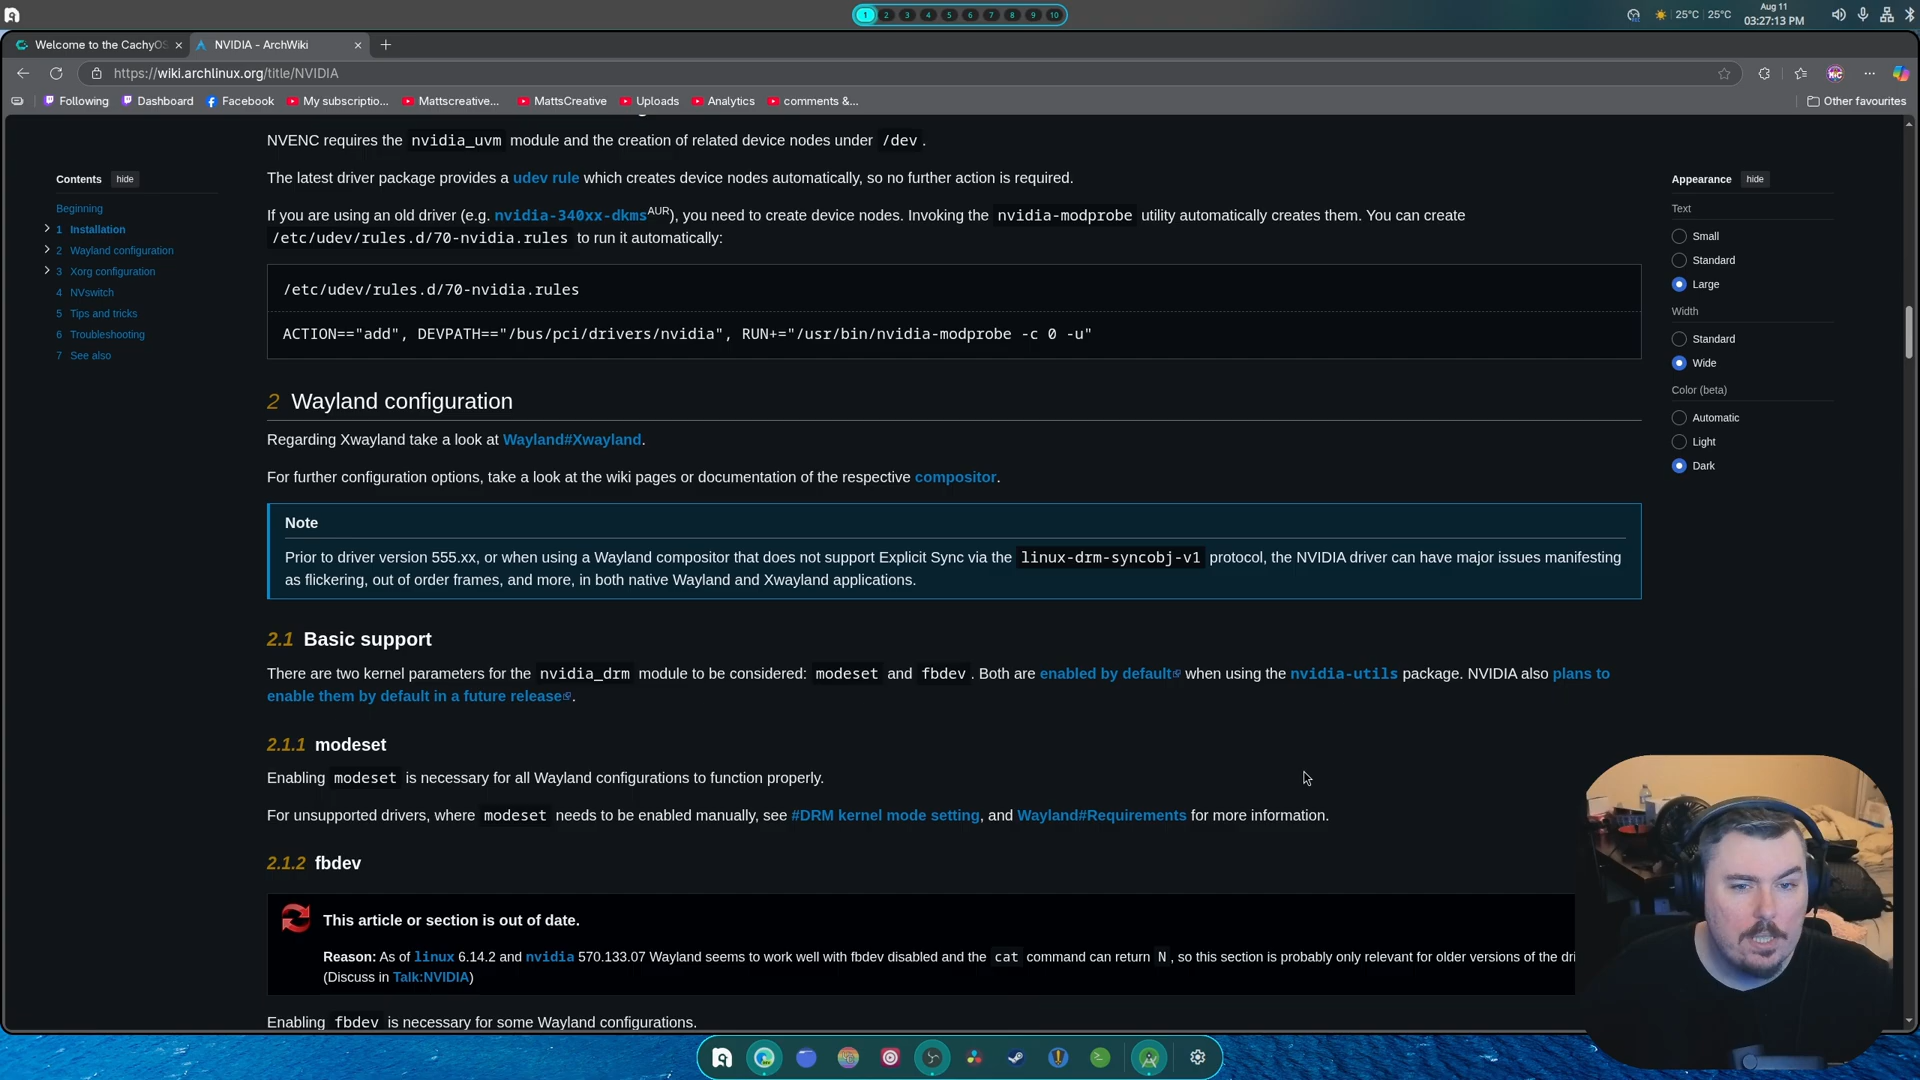 1 2 3 4 5 6 7 8 9 10
25°C 25°C
Aug 11
03:27:13 PM
Welcome to the CachyOS
NVIDIA - ArchWiki
https://wiki.archlinux.org/title/NVIDIA
Following
Dashboard
Facebook
My subscriptio...
Mattscreative...
MattsCreative
Uploads
Analytics
comments &...
Other favourites
Contents hide
Beginning
1 Installation
2 Wayland configuration
3 Xorg configuration
4 NVswitch
5 Tips and tricks
6 Troubleshooting
7 See also
NVENC requires the nvidia_uvm module and the creation of related device nodes under /dev .
The latest driver package provides a udev rule which creates device nodes automatically, so no further action is required.
If you are using an old driver (e.g. nvidia-340xx-dkmsAUR), you need to create device nodes. Invoking the nvidia-modprobe utility automatically creates them. You can create
/etc/udev/rules.d/70-nvidia.rules to run it automatically:
/etc/udev/rules.d/70-nvidia.rules
ACTION=="add", DEVPATH=="/bus/pci/drivers/nvidia", RUN+="/usr/bin/nvidia-modprobe -c 0 -u"
2 Wayland configuration
Regarding Xwayland take a look at Wayland#Xwayland.
For further configuration options, take a look at the wiki pages or documentation of the respective compositor.
Note
Prior to driver version 555.xx, or when using a Wayland compositor that does not support Explicit Sync via the linux-drm-syncobj-v1 protocol, the NVIDIA driver can have major issues manifesting
as flickering, out of order frames, and more, in both native Wayland and Xwayland applications.
2.1 Basic support
There are two kernel parameters for the nvidia_drm module to be considered: modeset and fbdev . Both are enabled by default when using the nvidia-utils package. NVIDIA also plans to
enable them by default in a future release.
2.1.1 modeset
Enabling modeset is necessary for all Wayland configurations to function properly.
For unsupported drivers, where modeset needs to be enabled manually, see #DRM kernel mode setting, and Wayland#Requirements for more information.
2.1.2 fbdev
This article or section is out of date.
Reason: As of linux 6.14.2 and nvidia 570.133.07 Wayland seems to work well with fbdev disabled and the cat command can return N , so this section is probably only relevant for older versions of the dri
(Discuss in Talk:NVIDIA)
Enabling fbdev is necessary for some Wayland configurations.
Appearance hide
Text
Small
Standard
Large
Width
Standard
Wide
Color (beta)
Automatic
Light
Dark